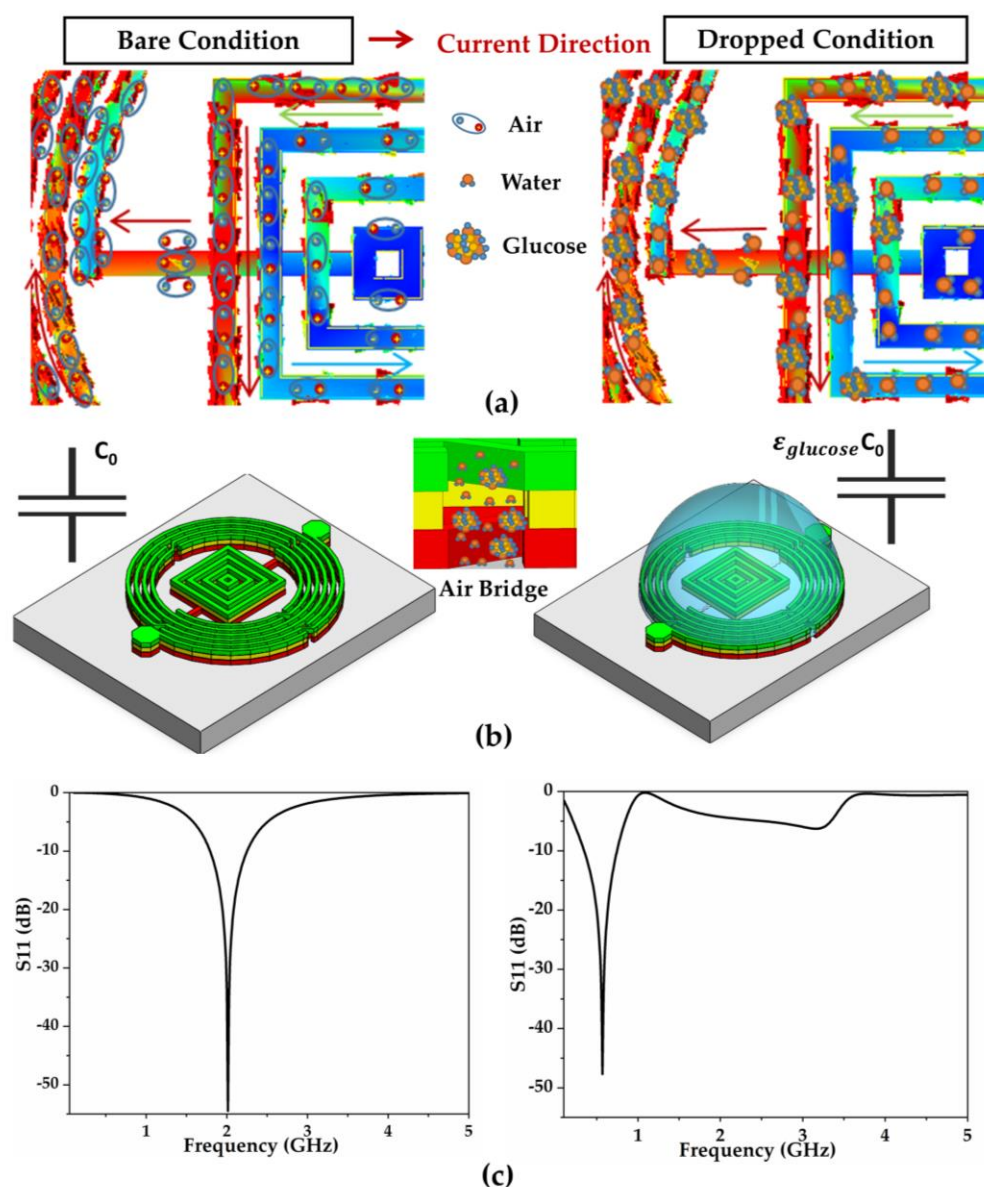 Bare Condition
Current Direction
Dropped Condition
Air
Water
Glucose
(a)
C₀
ε_glucose C₀
Air Bridge
(b)
0
-10
-20
-30
-40
-50
S11 (dB)
1 2 3 4 5
Frequency (GHz)
0
-10
-20
-30
-40
-50
S11 (dB)
1 2 3 4 5
Frequency (GHz)
(c)